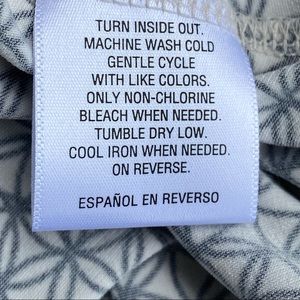 TURN INSIDE OUT.
MACHINE WASH COLD
GENTLE CYCLE
WITH LIKE COLORS.
ONLY NON-CHLORINE
BLEACH WHEN NEEDED.
TUMBLE DRY LOW.
COOL IRON WHEN NEEDED.
ON REVERSE.
ESPAÑOL EN REVERSO